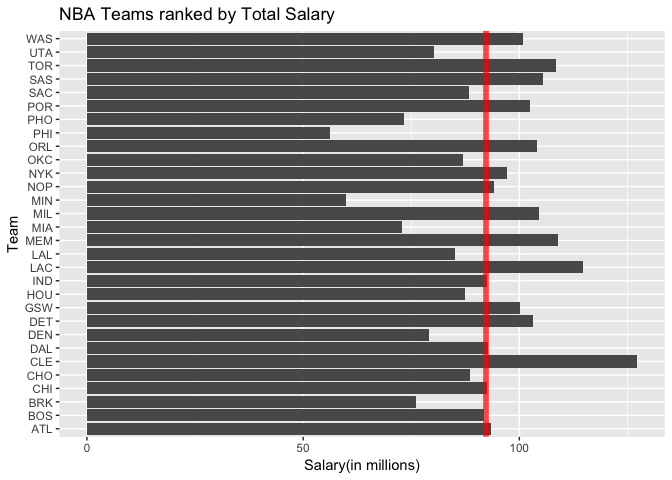 NBA Teams ranked by Total Salary
WAS
UTA
TOR
SAS
SAC
POR
PHO
PHI
ORL
OKC
NYK
NOP
MIN
MIL
MIA
MEM
LAL
LAC
IND
HOU
GSW
DET
DEN
DAL
CLE
CHO
CHI
BRK
BOS
ATL
Team
0 50 100
Salary(in millions)